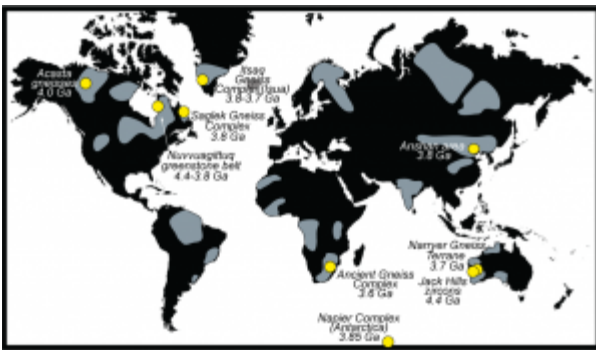 Acasta
gneisses
4.0 Ga
Itsaq
Gneiss
Complex (Isua)
3.8-3.7 Ga
Saglek Gneiss
Complex
3.8 Ga
Nuvvuagittuq
greenstone belt
4.4-3.8 Ga
Anshan area
3.8 Ga
Narryer Gneiss
Terrane
3.7 Ga
Jack Hills
zircons
4.4 Ga
Ancient Gneiss
Complex
3.6 Ga
Napier Complex
(Antarctica)
3.85 Ga